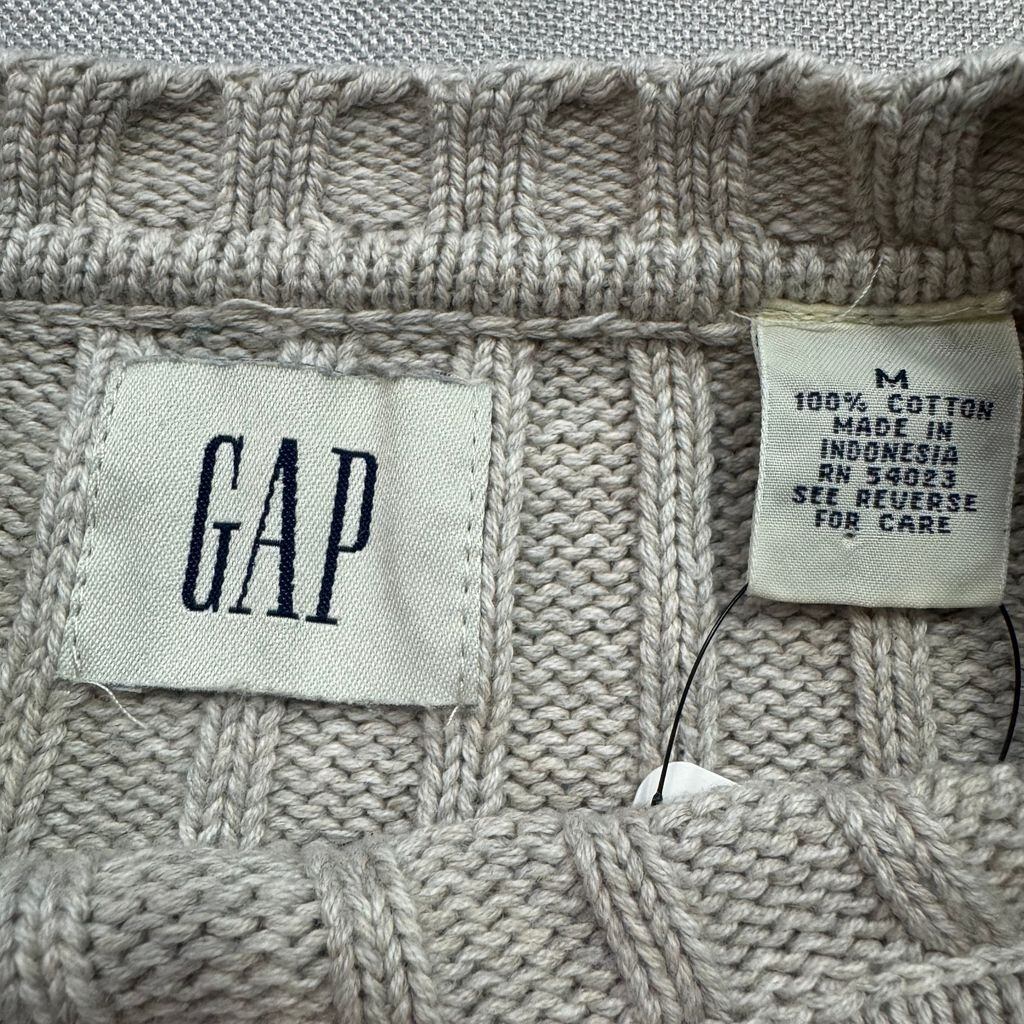 GAP
M
100% COTTON
MADE IN
INDONESIA
RN 54023
SEE REVERSE
FOR CARE